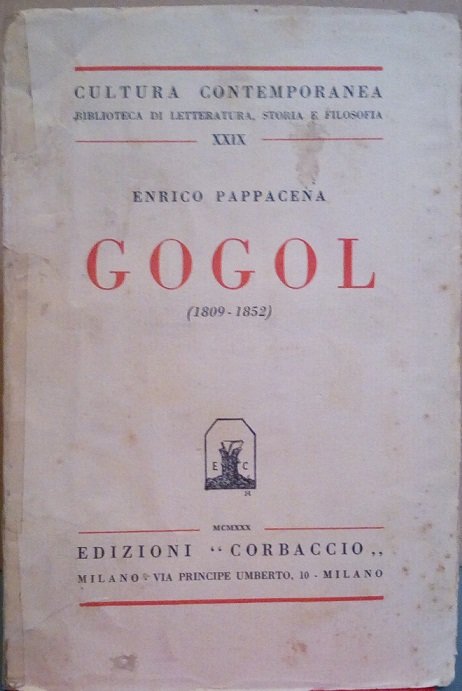 CULTURA CONTEMPORANEA
BIBLIOTECA DI LETTERATURA, STORIA E FILOSOFIA
XXIX
ENRICO PAPPACENA
GOGOL
(1809-1852)
E C
MCMXXX
EDIZIONI “ CORBACCIO „
MILANO - VIA PRINCIPE UMBERTO, 10 - MILANO